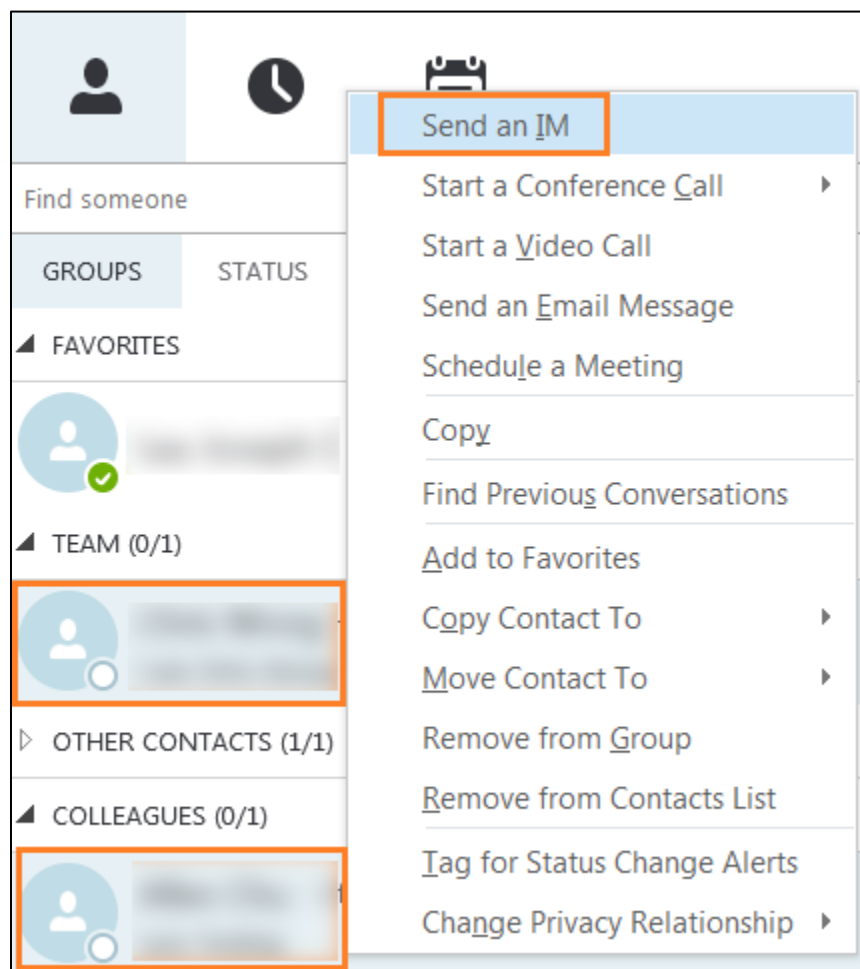 Find someone
GROUPS STATUS
FAVORITES
TEAM (0/1)
OTHER CONTACTS (1/1)
COLLEAGUES (0/1)
Send an IM
Start a Conference Call
Start a Video Call
Send an Email Message
Schedule a Meeting
Copy
Find Previous Conversations
Add to Favorites
Copy Contact To
Move Contact To
Remove from Group
Remove from Contacts List
Tag for Status Change Alerts
Change Privacy Relationship